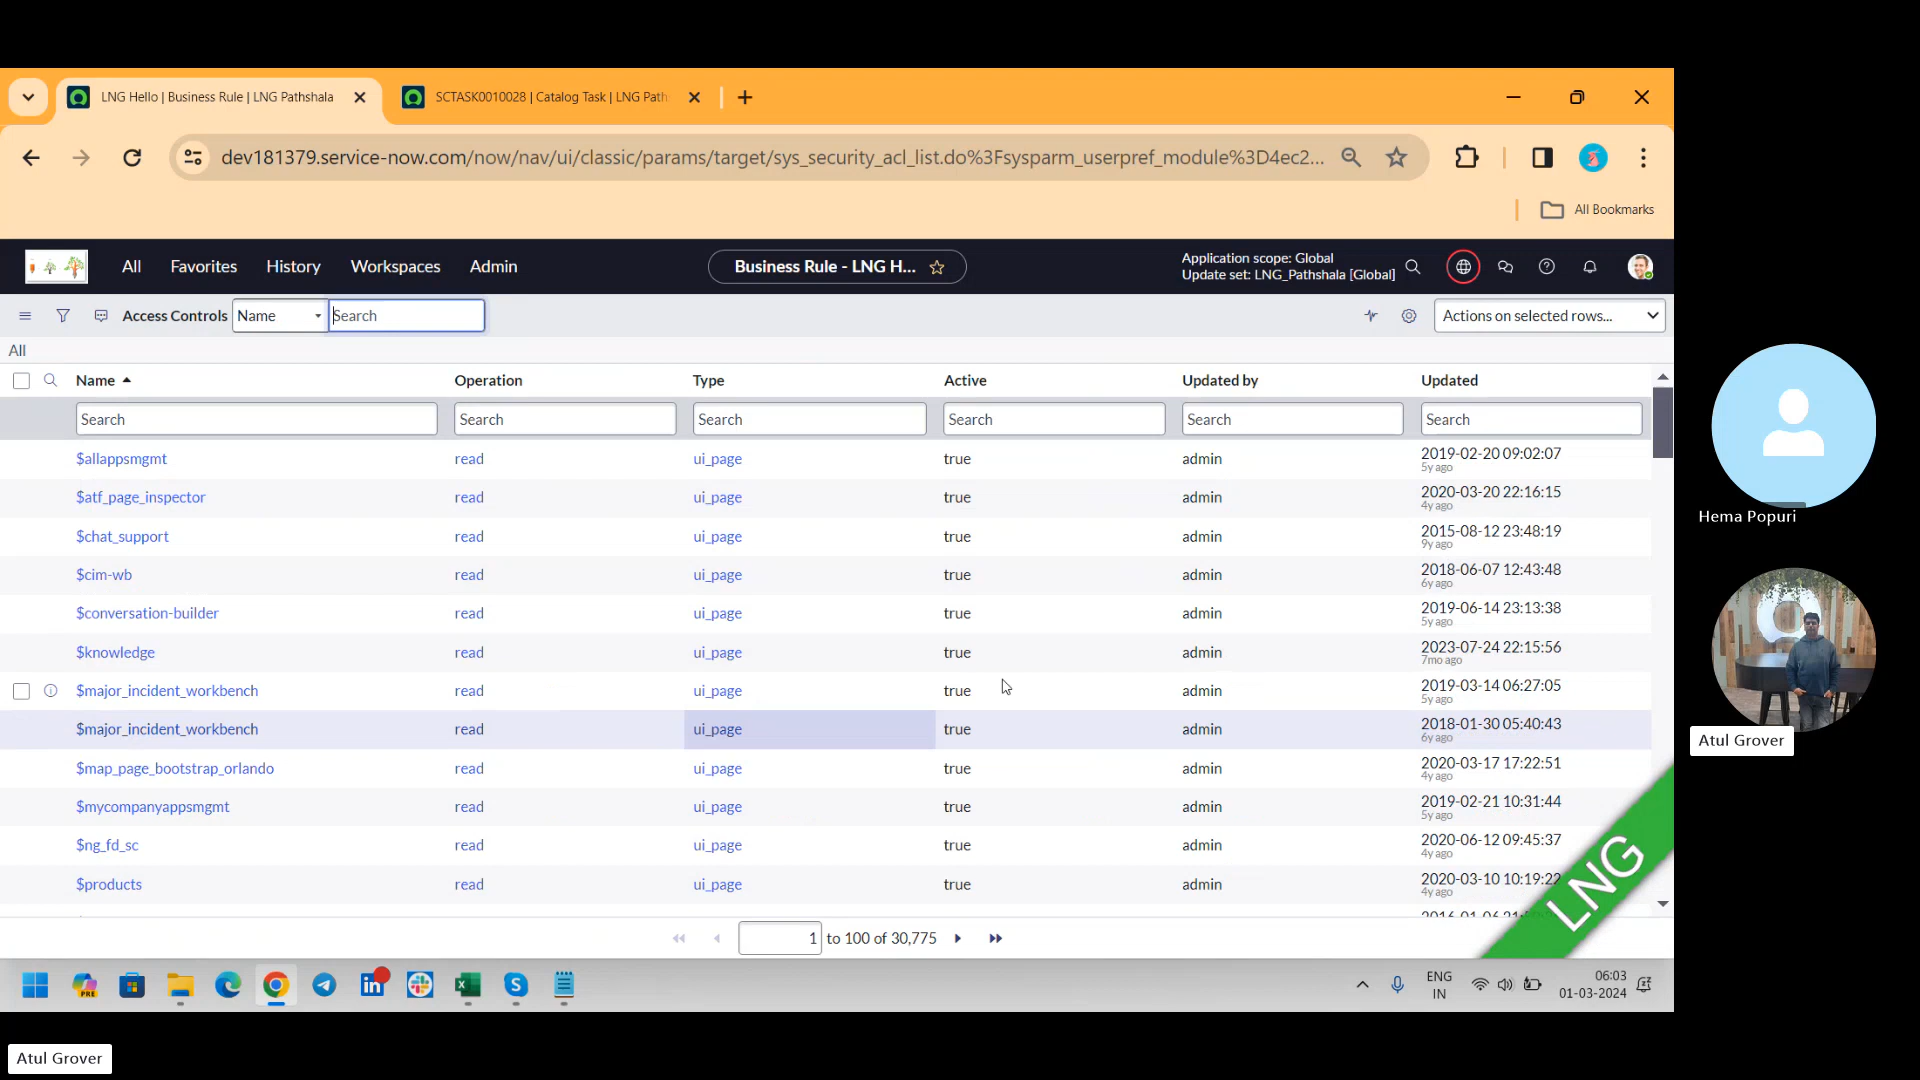 LNG Hello | Business Rule | LNG Pathshala
SCTASK0010028 | Catalog Task | LNG Path
dev181379.service-now.com/now/nav/ui/classic/params/target/sys_security_acl_list.do%3Fsysparm_userpref_module%3D4ec2...
All Bookmarks
All Favorites History Workspaces Admin
Business Rule - LNG H...
Application scope: Global
Update set: LNG_Pathshala [Global]
Access Controls Name Search
Actions on selected rows...
All
Name Operation Type Active Updated by Updated
Search Search Search Search Search Search
$allappsmgmt read ui_page true admin 2019-02-20 09:02:07
5y ago
$atf_page_inspector read ui_page true admin 2020-03-20 22:16:15
4y ago
$chat_support read ui_page true admin 2015-08-12 23:48:19
9y ago
$cim-wb read ui_page true admin 2018-06-07 12:43:48
6y ago
$conversation-builder read ui_page true admin 2019-06-14 23:13:38
5y ago
$knowledge read ui_page true admin 2023-07-24 22:15:56
7mo ago
$major_incident_workbench read ui_page true admin 2019-03-14 06:27:05
5y ago
$major_incident_workbench read ui_page true admin 2018-01-30 05:40:43
6y ago
$map_page_bootstrap_orlando read ui_page true admin 2020-03-17 17:22:51
4y ago
$mycompanyappsmgmt read ui_page true admin 2019-02-21 10:31:44
5y ago
$ng_fd_sc read ui_page true admin 2020-06-12 09:45:37
4y ago
$products read ui_page true admin 2020-03-10 10:19:22
4y ago
LNG
1 to 100 of 30,775
PRE
ENG
IN
06:03
01-03-2024
Hema Popuri
Atul Grover
Atul Grover